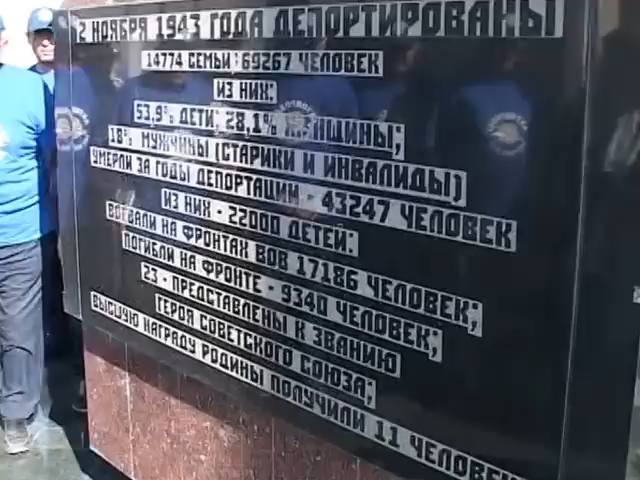 2 НОЯБРЯ 1943 ГОДА ДЕПОРТИРОВАНЫ
14774 СЕМЬИ : 69267 ЧЕЛОВЕК
ИЗ НИХ:
53,9% ДЕТИ; 28,1% ЖЕНЩИНЫ;
18% МУЖЧИНЫ (СТАРИКИ И ИНВАЛИДЫ)
УМЕРЛИ ЗА ГОДЫ ДЕПОРТАЦИИ - 43247 ЧЕЛОВЕК
ИЗ НИХ - 22000 ДЕТЕЙ:
ВОЕВАЛИ НА ФРОНТАХ ВОВ 17186 ЧЕЛОВЕК;
ПОГИБЛИ НА ФРОНТЕ - 9340 ЧЕЛОВЕК;
23 - ПРЕДСТАВЛЕНЫ К ЗВАНИЮ
ГЕРОЯ СОВЕТСКОГО СОЮЗА;
ВЫСШУЮ НАГРАДУ РОДИНЫ ПОЛУЧИЛИ 11 ЧЕЛОВЕК